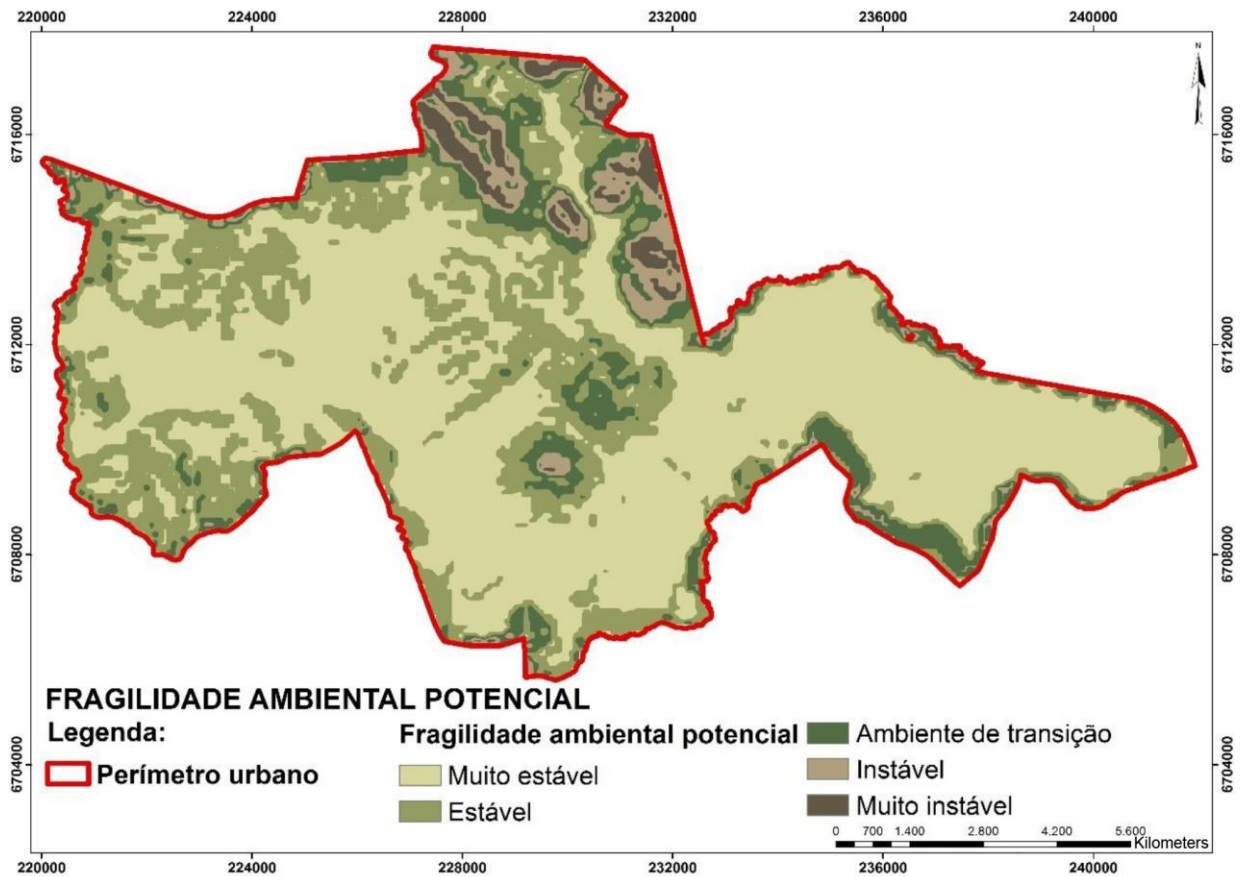 220000 224000 228000 232000 236000 240000
N
6716000 6716000
6712000 6712000
6708000 6708000
6704000 6704000
FRAGILIDADE AMBIENTAL POTENCIAL
Legenda:
Perímetro urbano
Fragilidade ambiental potencial
Muito estável
Estável
Ambiente de transição
Instável
Muito instável
0 700 1.400 2.800 4.200 5.600
Kilometers
220000 224000 228000 232000 236000 240000